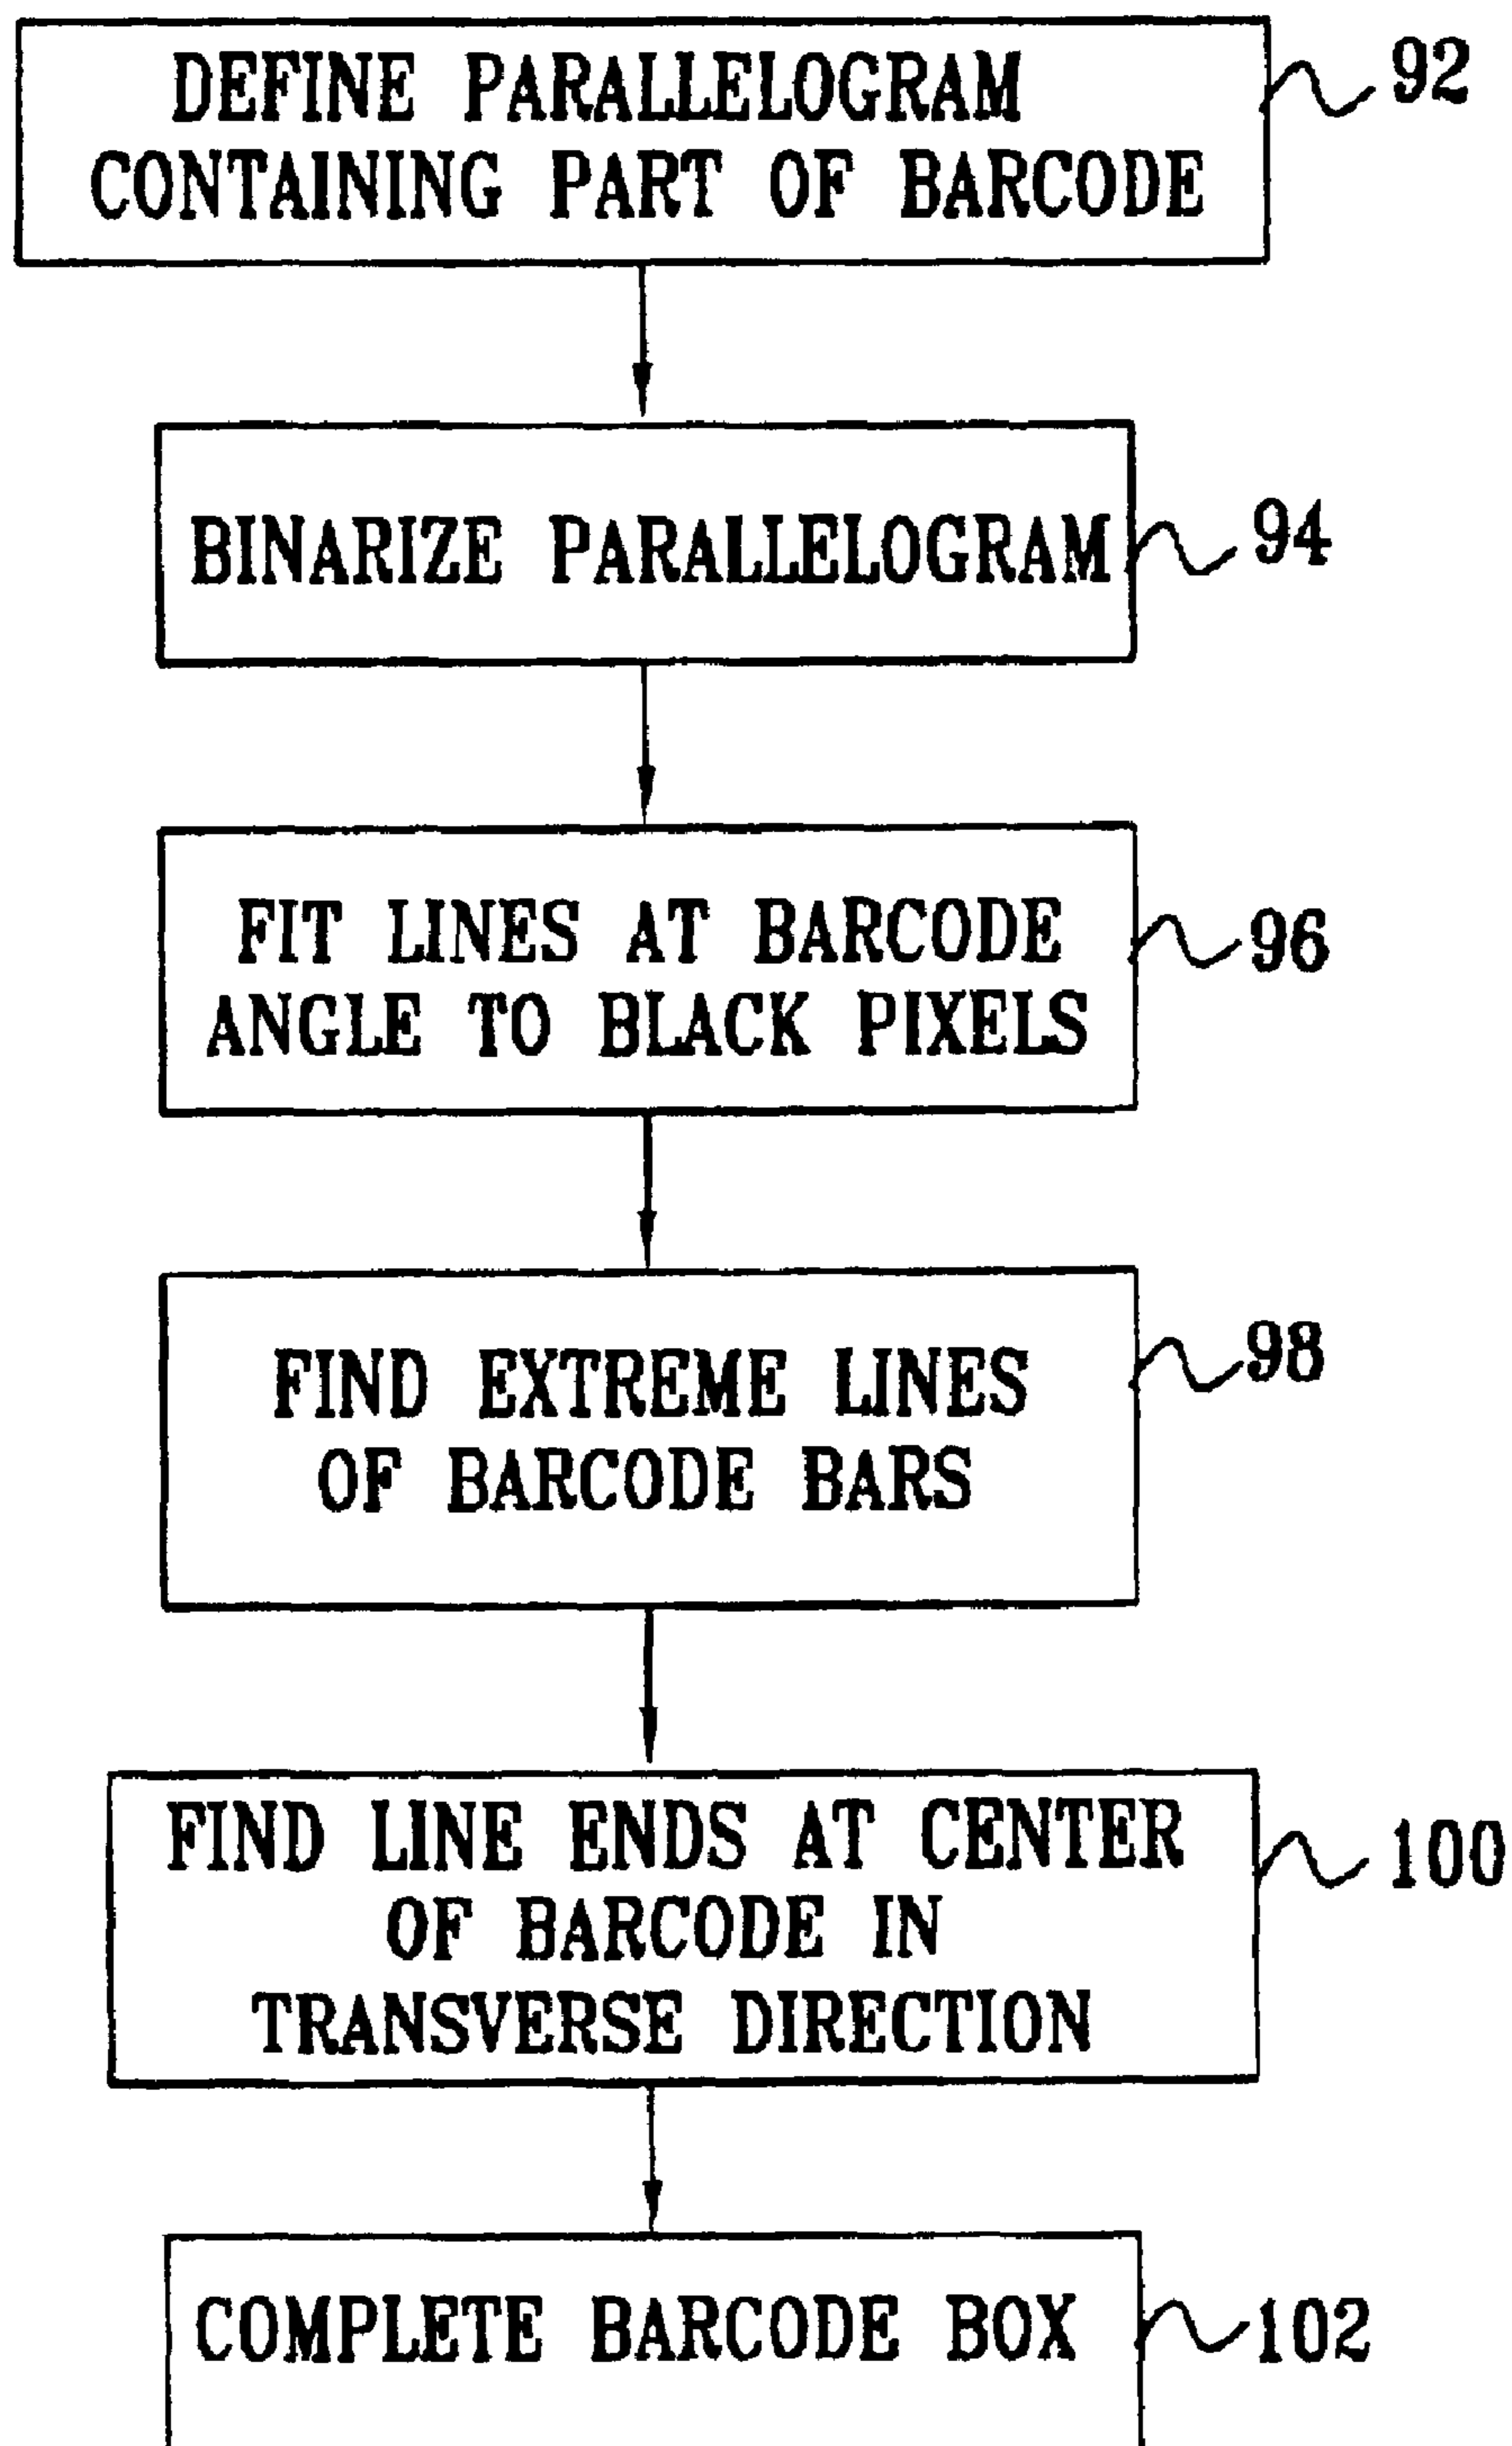 DEFINE PARALLELOGRAM
CONTAINING PART OF BARCODE
92
BINARIZE PARALLELOGRAM
94
FIT LINES AT BARCODE
ANGLE TO BLACK PIXELS
96
FIND EXTREME LINES
OF BARCODE BARS
98
FIND LINE ENDS AT CENTER
OF BARCODE IN
TRANSVERSE DIRECTION
100
COMPLETE BARCODE BOX
102